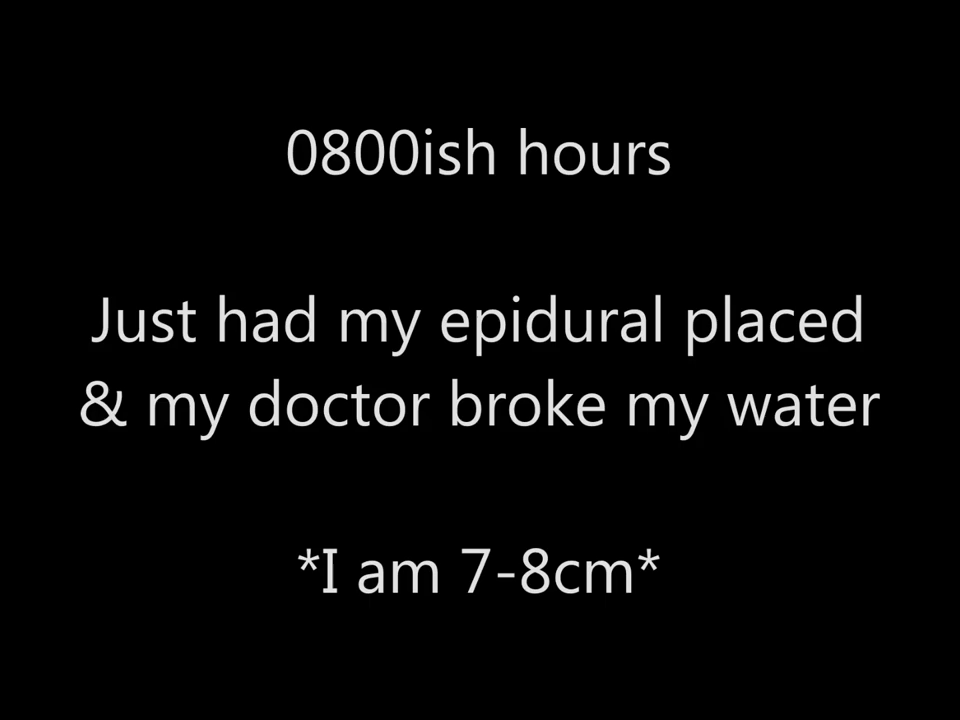 0800ish hours
Just had my epidural placed
& my doctor broke my water
*I am 7-8cm*